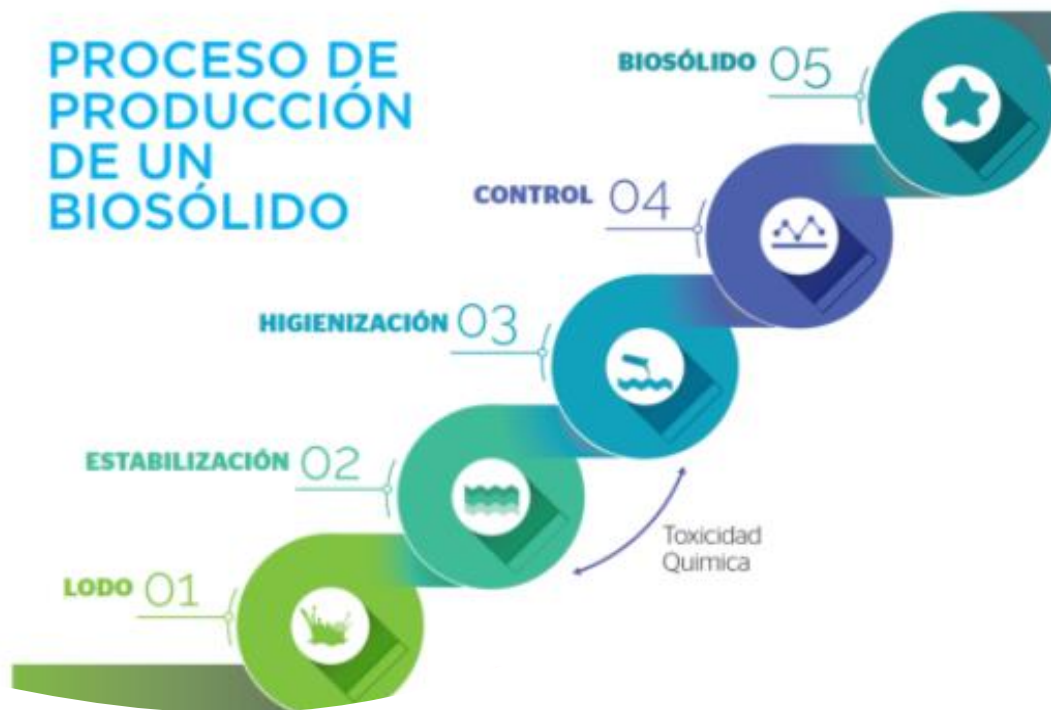 PROCESO DE
PRODUCCIÓN
DE UN
BIOSÓLIDO
BIOSÓLIDO 05
CONTROL 04
HIGIENIZACIÓN 03
ESTABILIZACIÓN 02
Toxicidad
Quimica
LODO 01